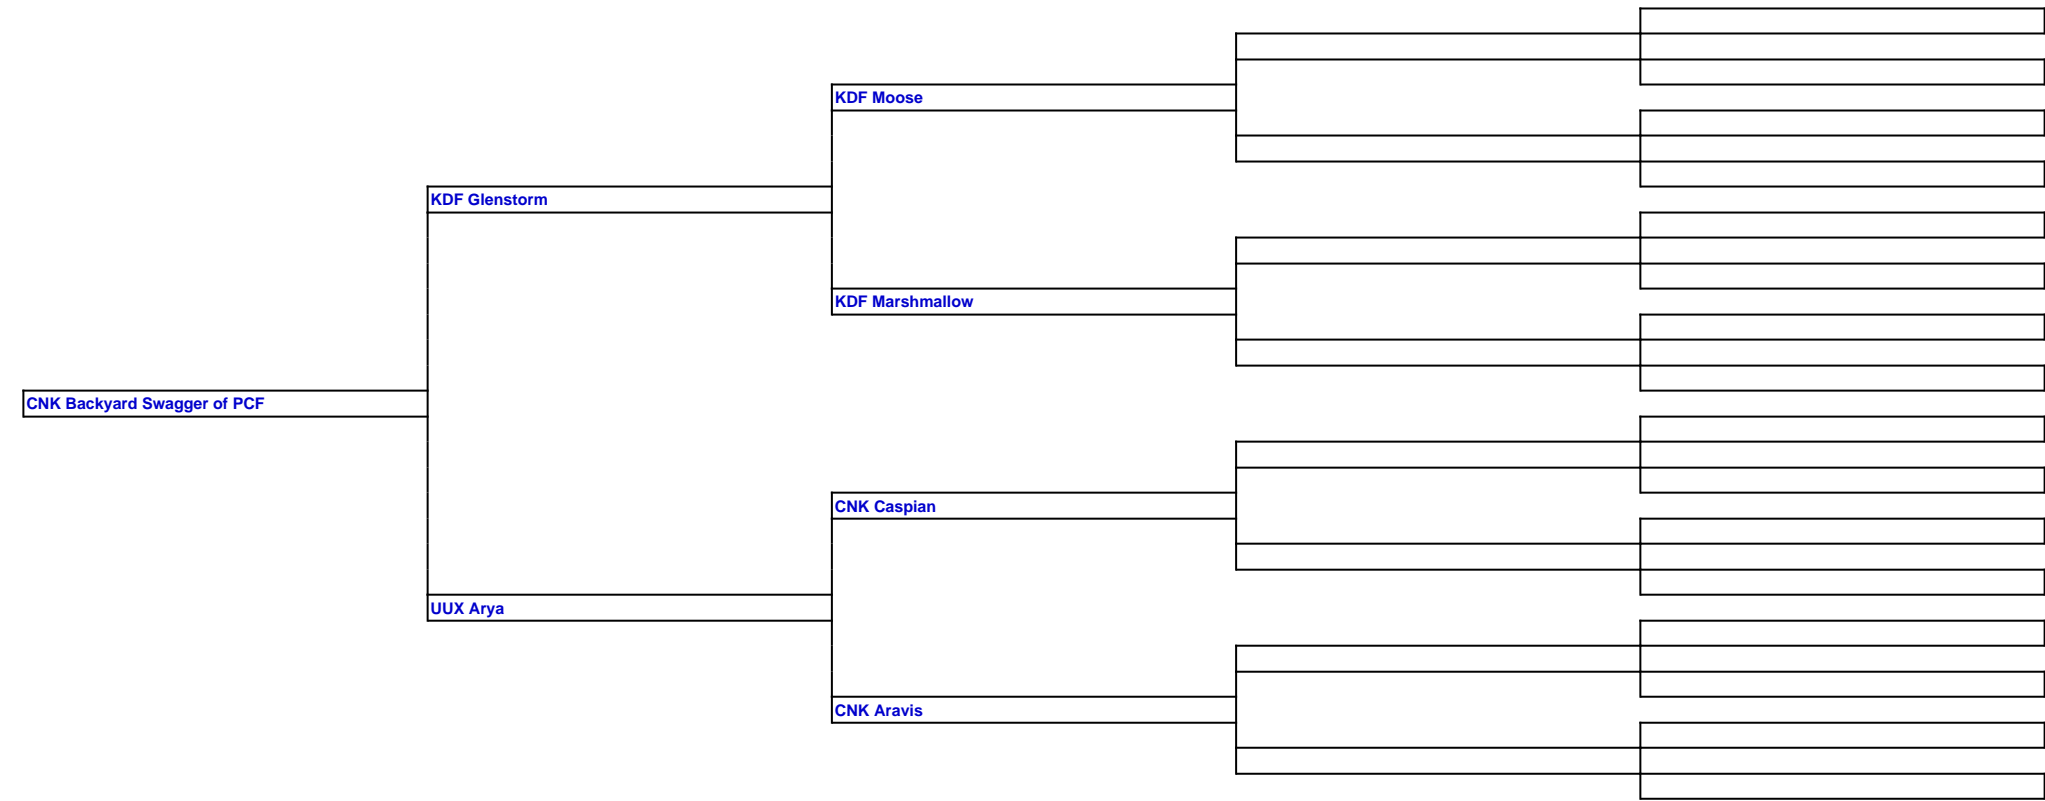 KDF Moose
KDF Glenstorm
KDF Marshmallow
CNK Backyard Swagger of PCF
CNK Caspian
UUX Arya
CNK Aravis